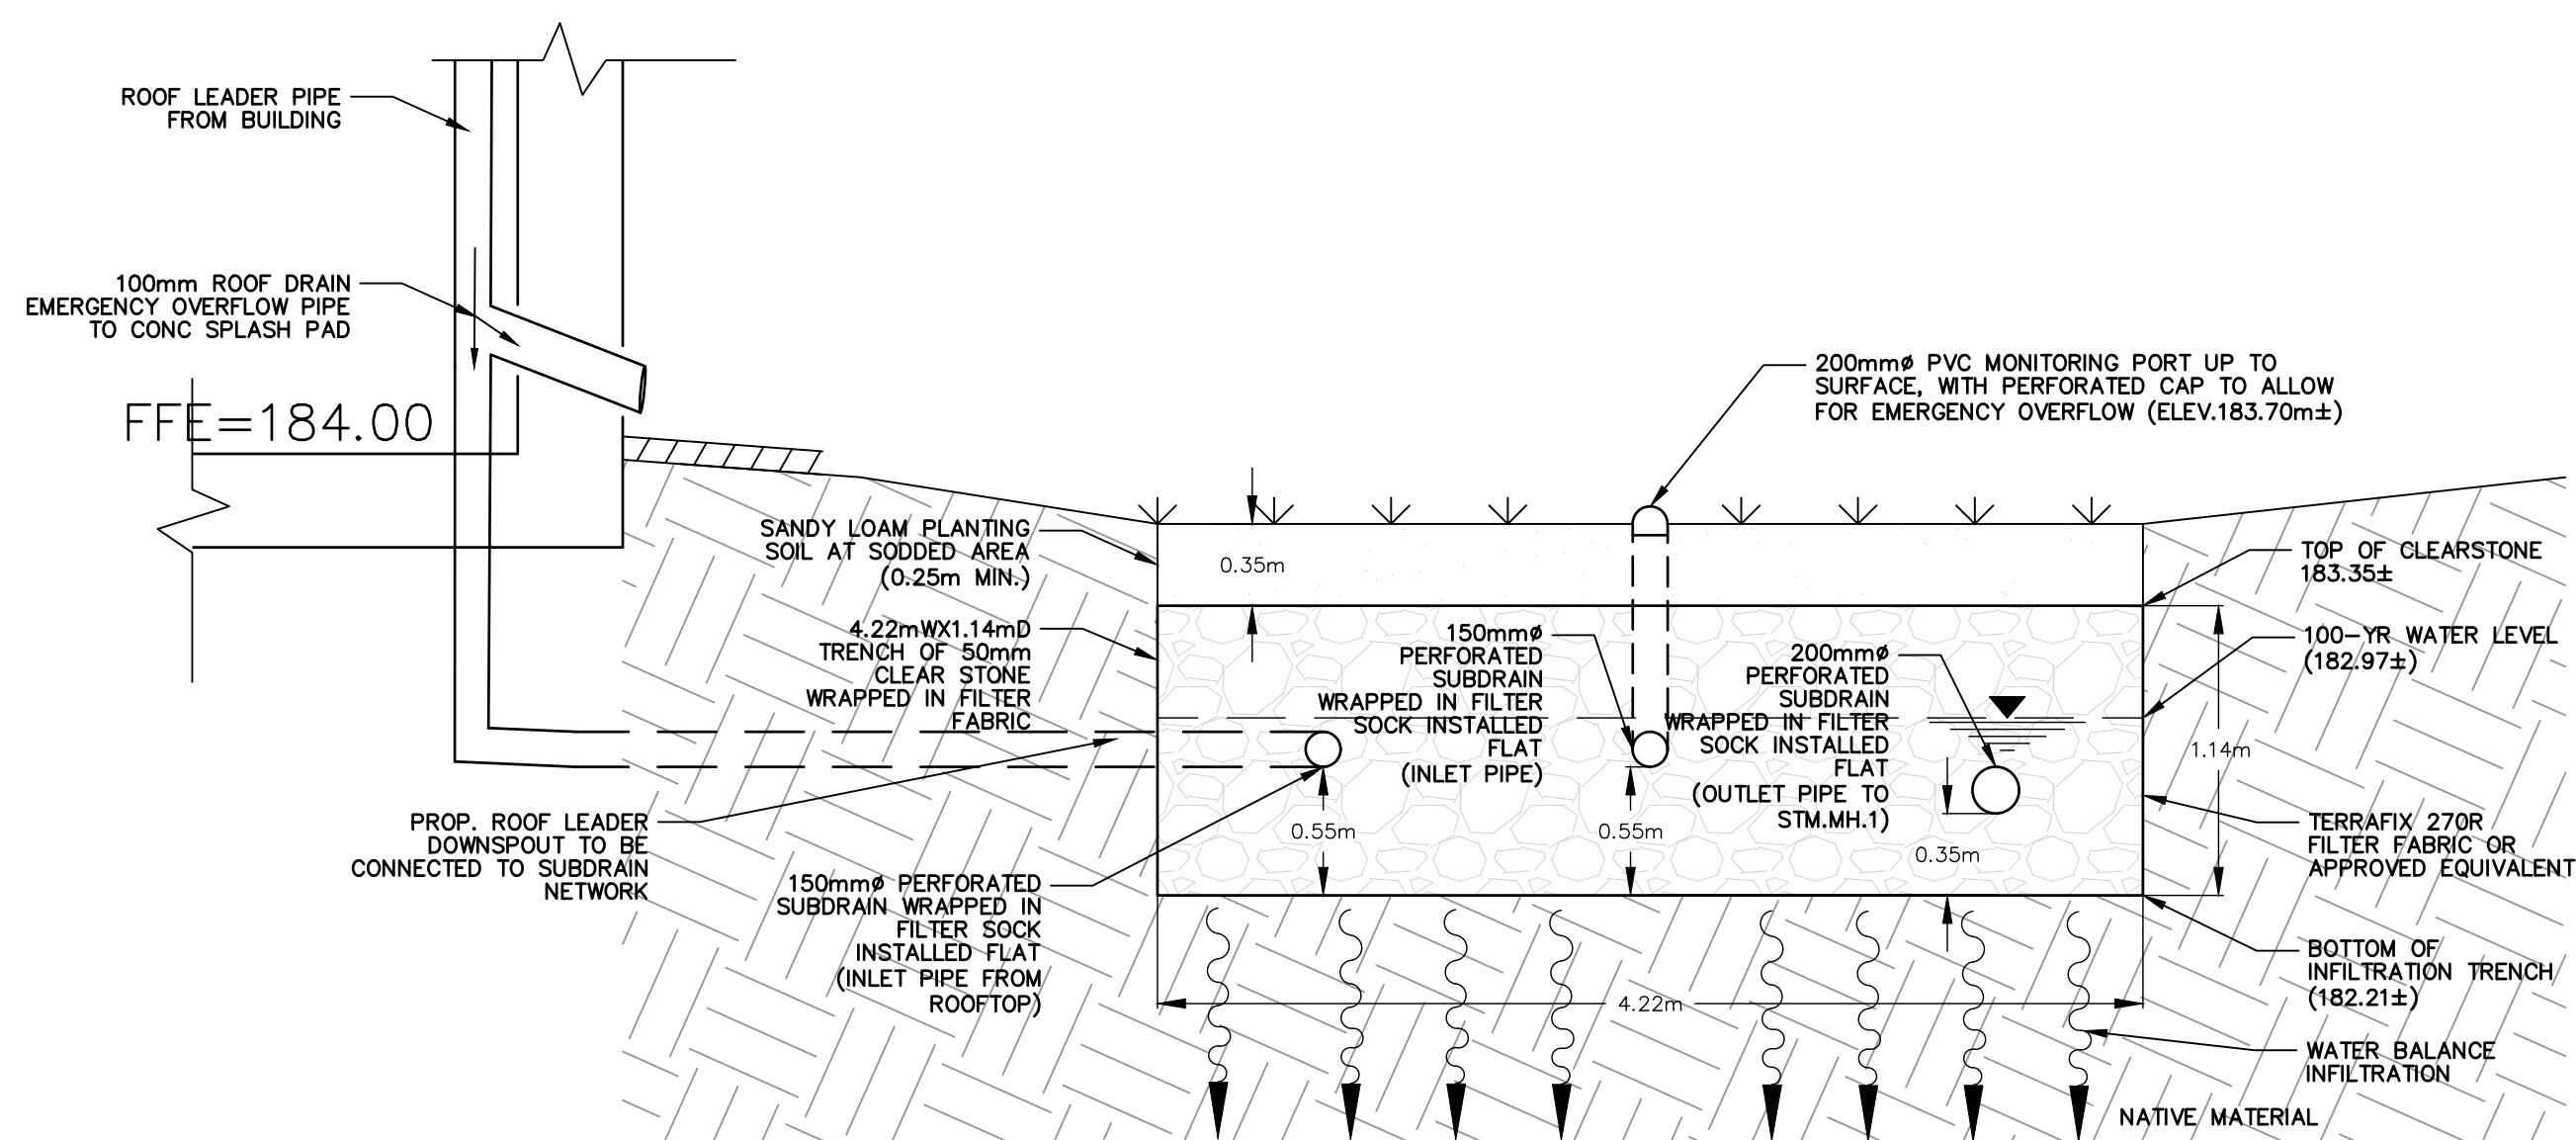 ROOF LEADER PIPE
FROM BUILDING
100mm ROOF DRAIN
EMERGENCY OVERFLOW PIPE
TO CONC SPLASH PAD
FFE=184.00
200mmø PVC MONITORING PORT UP TO
SURFACE, WITH PERFORATED CAP TO ALLOW
FOR EMERGENCY OVERFLOW (ELEV.183.70m±)
SANDY LOAM PLANTING
SOIL AT SODDED AREA
(0.25m MIN.)
0.35m
TOP OF CLEARSTONE
183.35±
4.22mWX1.14mD
TRENCH OF 50mm
CLEAR STONE
WRAPPED IN FILTER
FABRIC
150mmø
PERFORATED
SUBDRAIN
WRAPPED IN FILTER
SOCK INSTALLED
FLAT
(INLET PIPE)
200mmø
PERFORATED
SUBDRAIN
WRAPPED IN FILTER
SOCK INSTALLED
FLAT
(OUTLET PIPE TO
STM.MH.1)
100-YR WATER LEVEL
(182.97±)
1.14m
PROP. ROOF LEADER
DOWNSPOUT TO BE
CONNECTED TO SUBDRAIN
NETWORK
0.55m
0.55m
0.35m
TERRAFIX 270R
FILTER FABRIC OR
APPROVED EQUIVALENT
150mmø PERFORATED
SUBDRAIN WRAPPED IN
FILTER SOCK
INSTALLED FLAT
(INLET PIPE FROM
ROOFTOP)
BOTTOM OF
INFILTRATION TRENCH
(182.21±)
4.22m
WATER BALANCE
INFILTRATION
NATIVE MATERIAL